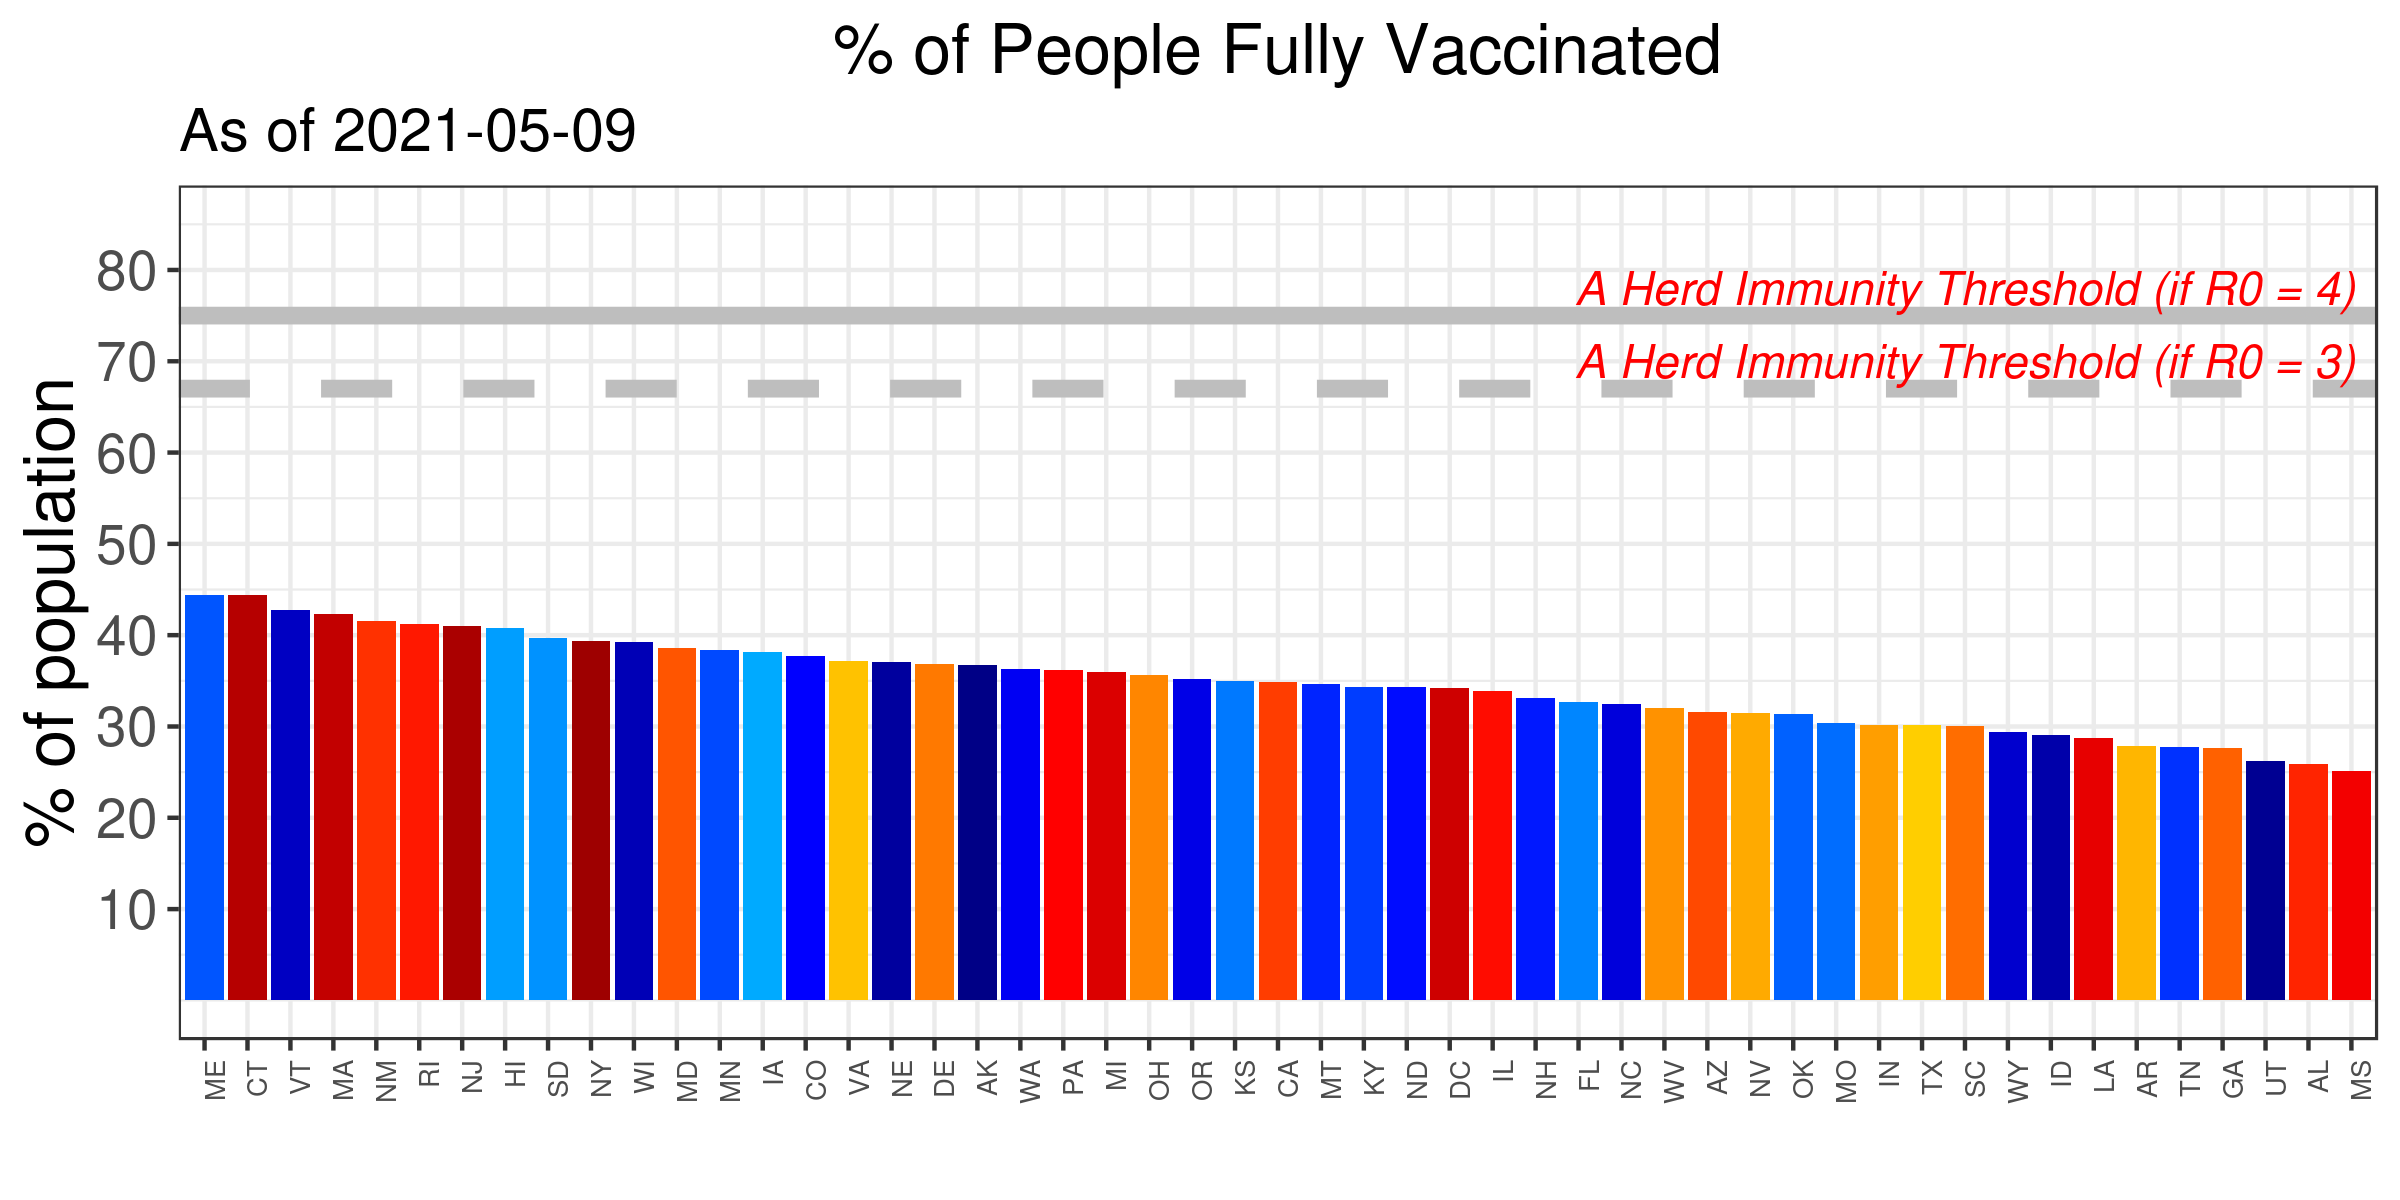 % of People Fully Vaccinated
As of 2021-05-09
% of population
80
70
60
50
40
30
20
10
A Herd Immunity Threshold (if R0 = 4)
A Herd Immunity Threshold (if R0 = 3)
ME CT VT MA NM RI NJ HI SD NY WI MD MN IA CO VA NE DE AK WA PA MI OH OR KS CA MT KY ND DC IL NH FL NC WV AZ NV OK MO IN TX SC WY ID LA AR TN GA UT AL MS